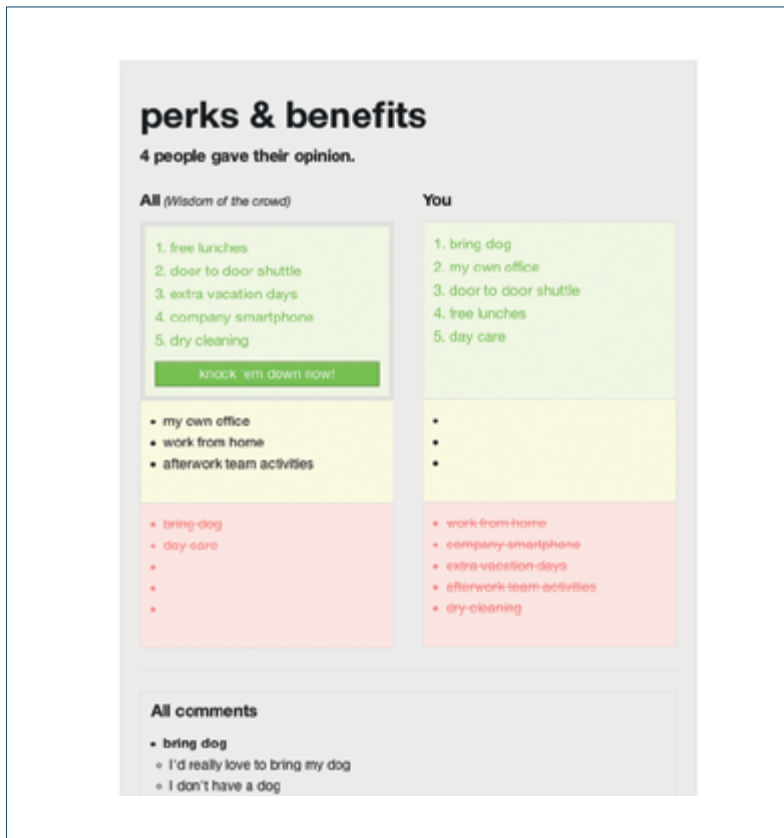 perks & benefits
4 people gave their opinion.
All (Wisdom of the crowd)
1. free lunches
2. door to door shuttle
3. extra vacation days
4. company smartphone
5. dry cleaning
knock 'em down now!
• my own office
• work from home
• afterwork team activities
• bring dog
• day care
•
•
•
You
1. bring dog
2. my own office
3. door to door shuttle
4. free lunches
5. day care
•
•
•
• work from home
• company smartphone
• extra vacation days
• afterwork team activities
• dry cleaning
All comments
• bring dog
◦ I'd really love to bring my dog
◦ I don't have a dog